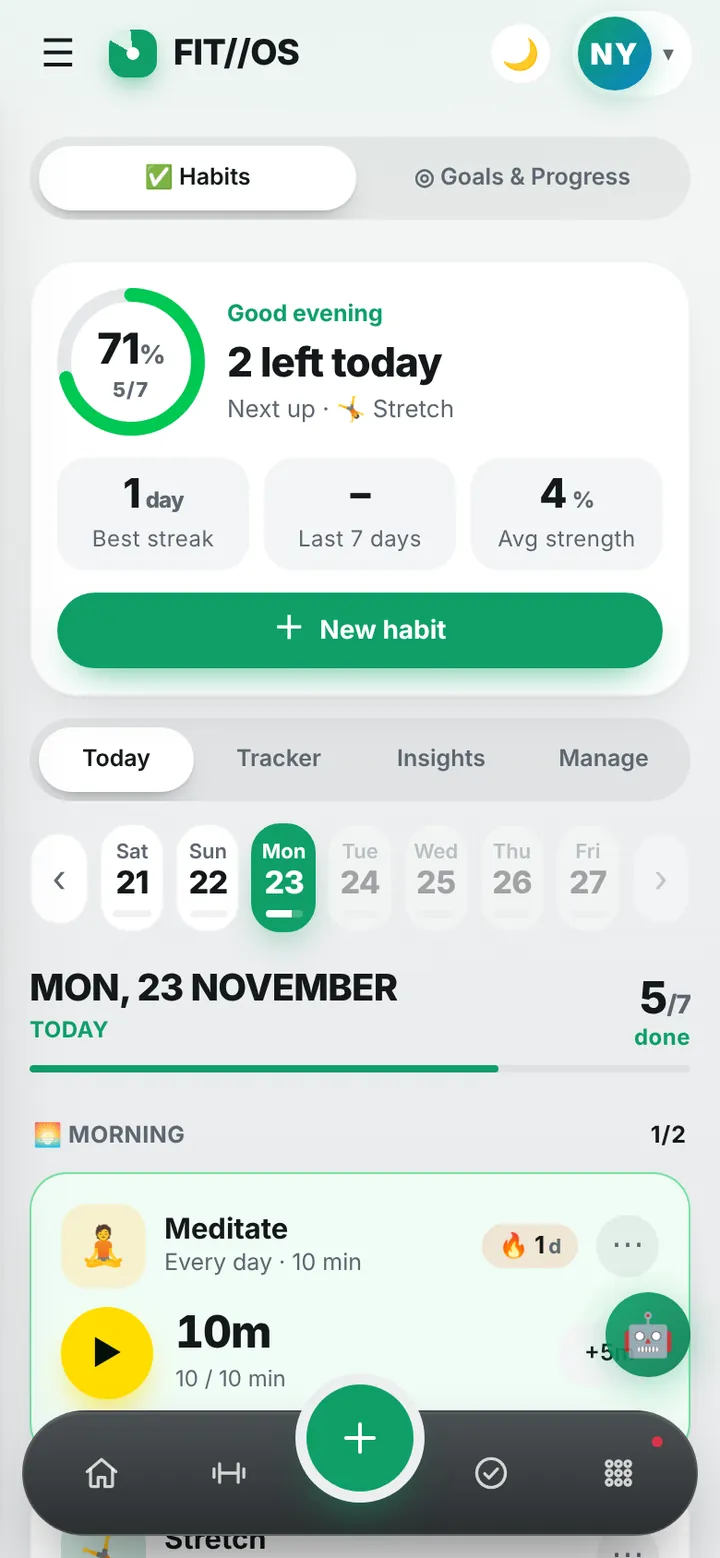 FIT//OS
NY
Habits
Goals & Progress
71%
5/7
Good evening
2 left today
Next up · Stretch
1 day
Best streak
–
Last 7 days
4 %
Avg strength
+ New habit
Today
Tracker
Insights
Manage
Sat
21
Sun
22
Mon
23
Tue
24
Wed
25
Thu
26
Fri
27
MON, 23 NOVEMBER
5/7
TODAY
done
MORNING
1/2
Meditate
Every day · 10 min
1d
10m
10 / 10 min
+5m
Stretch